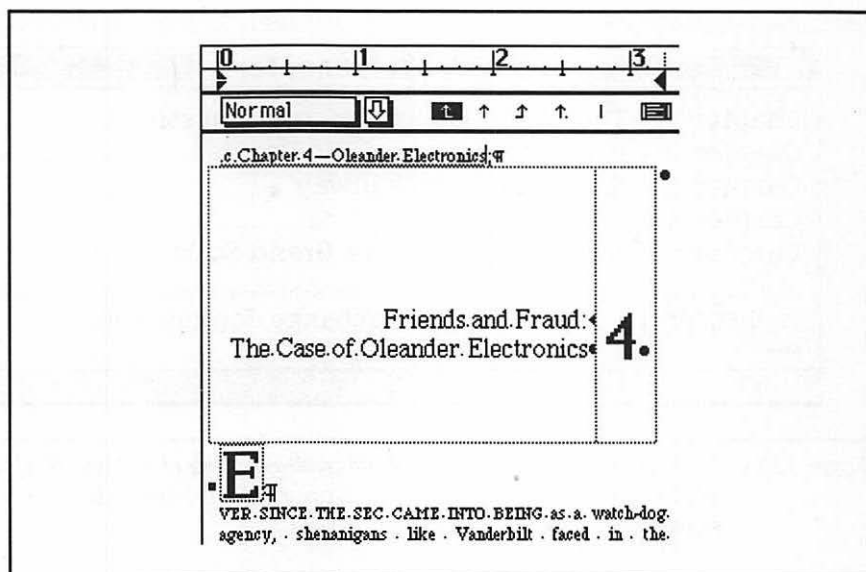 0 1 2 3
Normal
.c.Chapter.4—Oleander.Electronics;¶
Friends.and.Fraud:
The.Case.of.Oleander.Electronics
4.
E¶
VER.SINCE.THE.SEC.CAME.INTO.BEING.as.a.watch-dog.
agency,.shenanigans.like.Vanderbilt.faced.in.the.